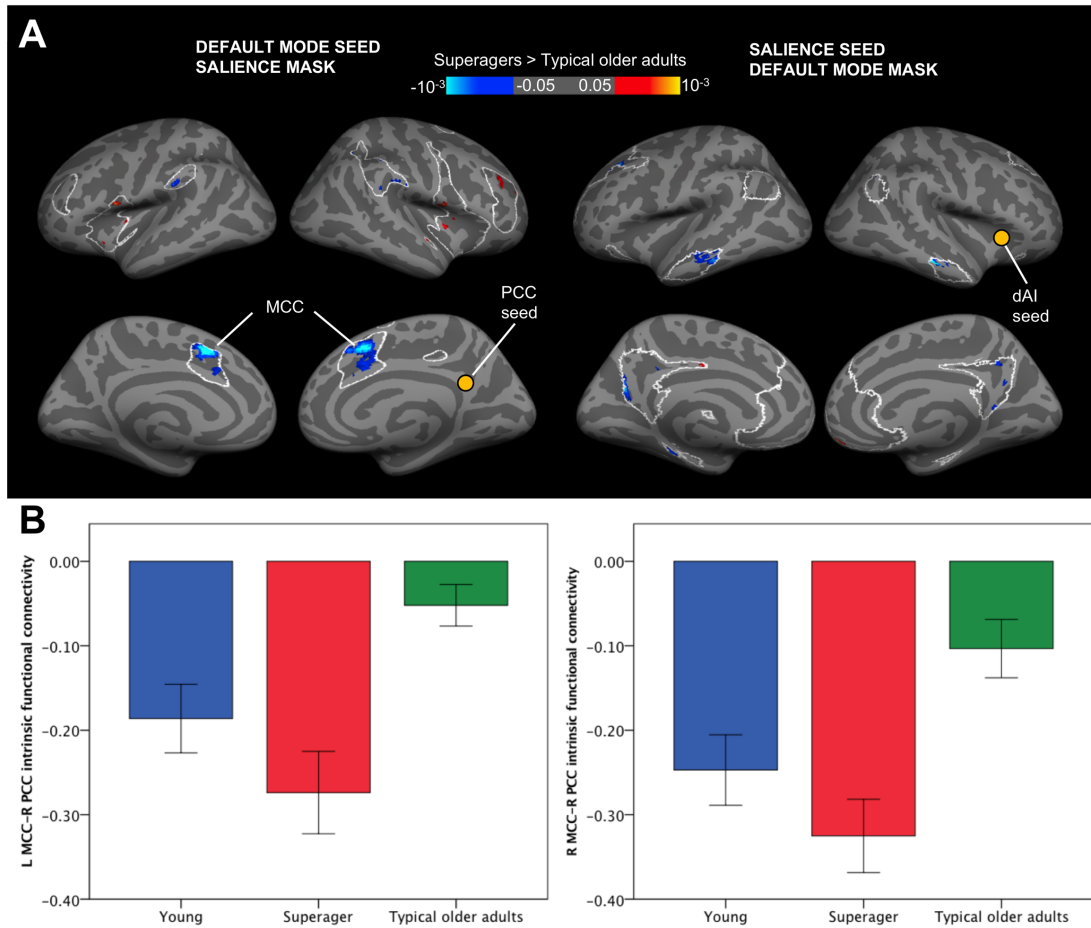 A
DEFAULT MODE SEED
SALIENCE MASK
Superagers > Typical older adults
-10-3
-0.05
0.05
10-3
SALIENCE SEED
DEFAULT MODE MASK
MCC
PCC
seed
dAI
seed
B
L MCC-R PCC intrinsic functional connectivity
0.00
-0.10
-0.20
-0.30
-0.40
Young
Superager
Typical older adults
R MCC-R PCC intrinsic functional connectivity
0.00
-0.10
-0.20
-0.30
-0.40
Young
Superager
Typical older adults